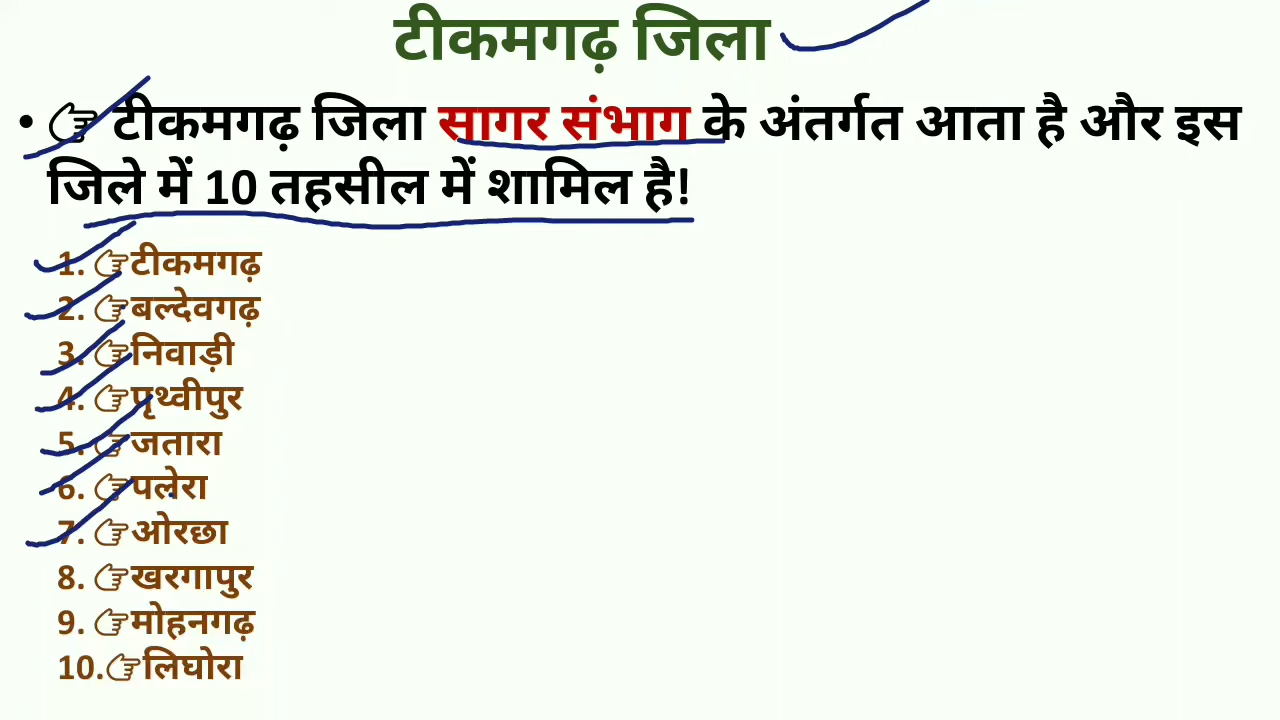 टीकमगढ़ जिला
• 👉 टीकमगढ़ जिला सागर संभाग के अंतर्गत आता है और इस
जिले में 10 तहसील में शामिल है!
1. 👉टीकमगढ़
2. 👉बल्देवगढ़
3. 👉निवाड़ी
4. 👉पृथ्वीपुर
5. 👉जतारा
6. 👉पलेरा
7. 👉ओरछा
8. 👉खरगापुर
9. 👉मोहनगढ़
10.👉लिघोरा